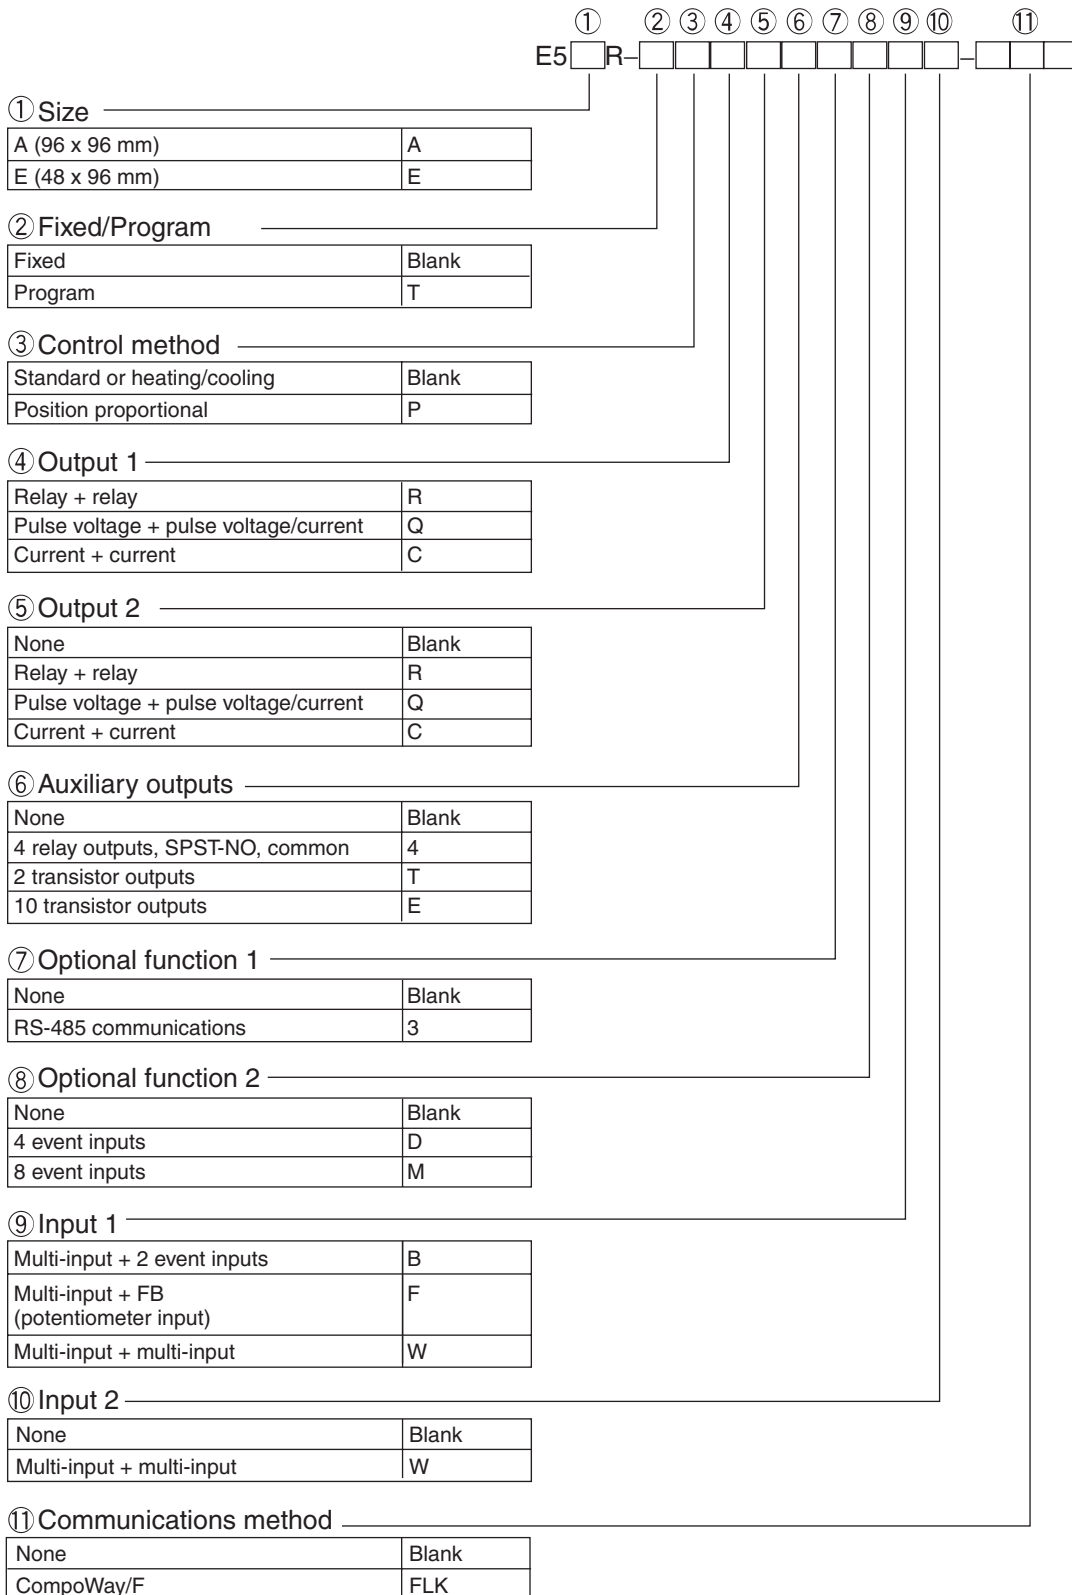 ① ② ③ ④ ⑤ ⑥ ⑦ ⑧ ⑨ ⑩ ⑪
E5 R– –
① Size
A (96 x 96 mm) A
E (48 x 96 mm) E
② Fixed/Program
Fixed Blank
Program T
③ Control method
Standard or heating/cooling Blank
Position proportional P
④ Output 1
Relay + relay R
Pulse voltage + pulse voltage/current Q
Current + current C
⑤ Output 2
None Blank
Relay + relay R
Pulse voltage + pulse voltage/current Q
Current + current C
⑥ Auxiliary outputs
None Blank
4 relay outputs, SPST-NO, common 4
2 transistor outputs T
10 transistor outputs E
⑦ Optional function 1
None Blank
RS-485 communications 3
⑧ Optional function 2
None Blank
4 event inputs D
8 event inputs M
⑨ Input 1
Multi-input + 2 event inputs B
Multi-input + FB F
(potentiometer input)
Multi-input + multi-input W
⑩ Input 2
None Blank
Multi-input + multi-input W
⑪ Communications method
None Blank
CompoWay/F FLK